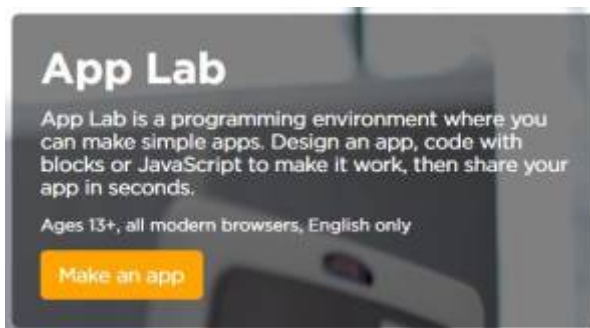 App Lab
App Lab is a programming environment where you
can make simple apps. Design an app, code with
blocks or JavaScript to make it work, then share your
app in seconds.
Ages 13+, all modern browsers, English only
Make an app